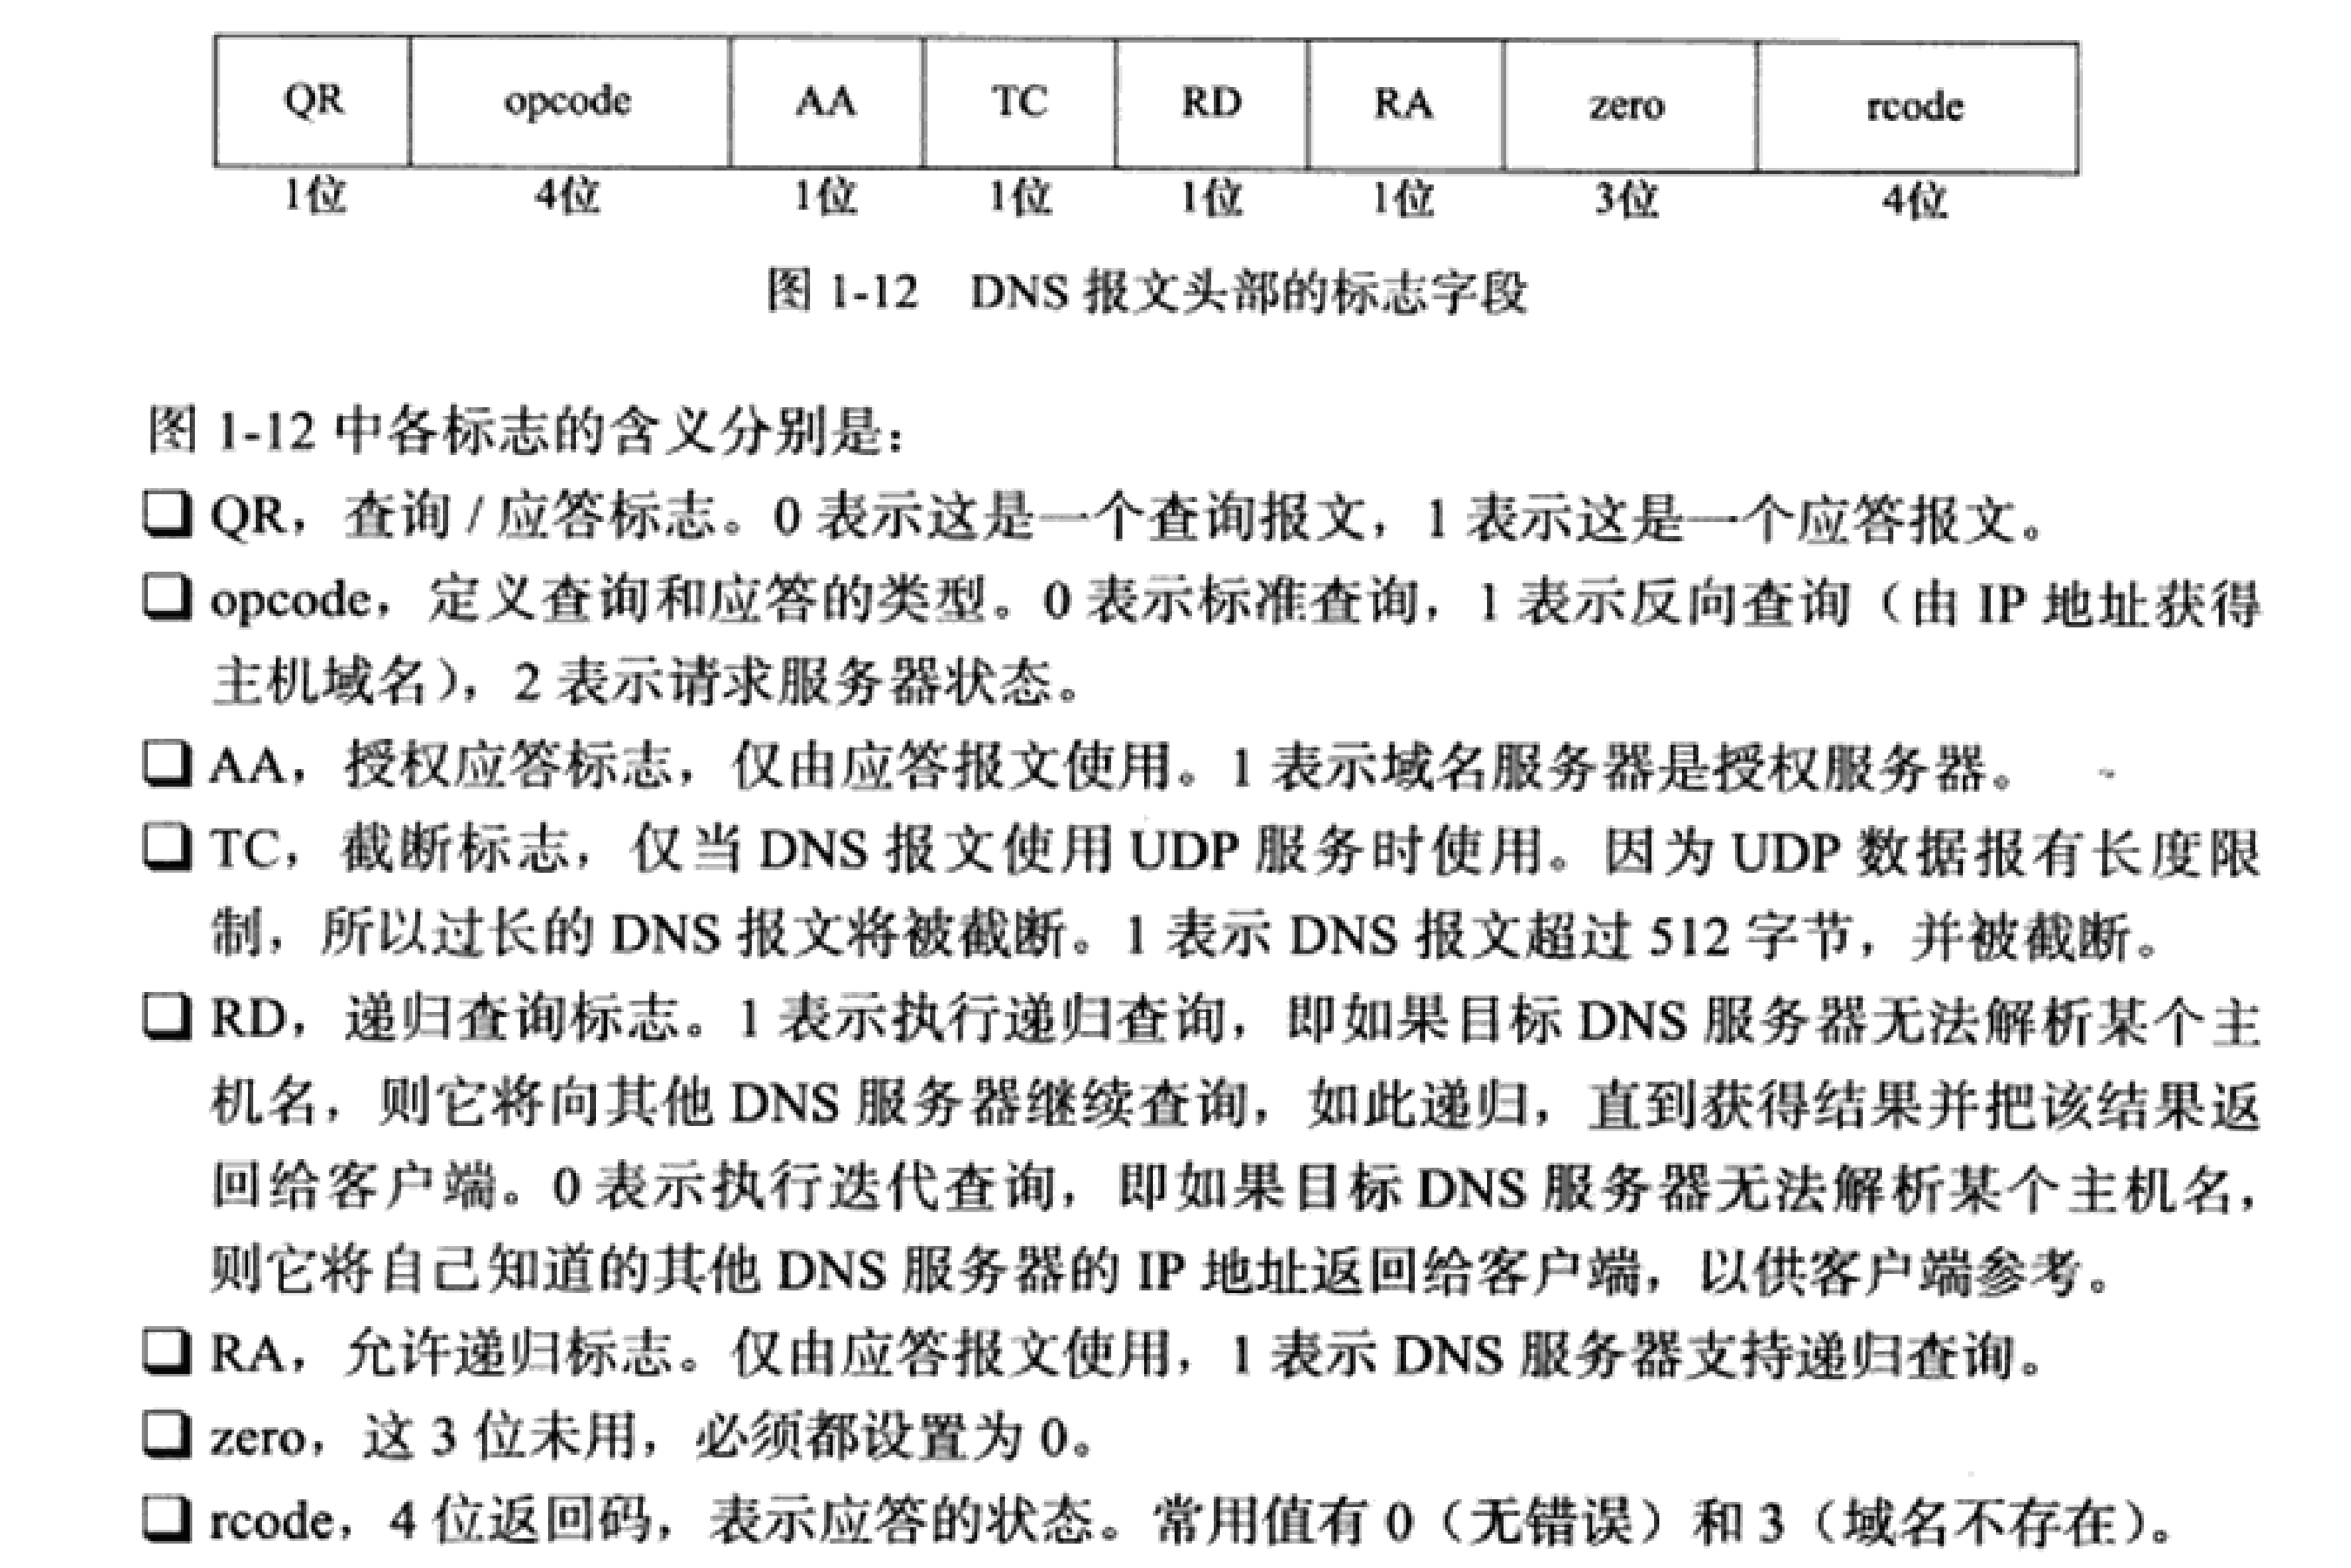 QR opcode AA TC RD RA zero rcode
1位 4位 1位 1位 1位 1位 3位 4位
图 1-12 DNS 报文头部的标志字段
图 1-12 中各标志的含义分别是：
❑ QR，查询 / 应答标志。0 表示这是一个查询报文，1 表示这是一个应答报文。
❑ opcode，定义查询和应答的类型。0 表示标准查询，1 表示反向查询（由 IP 地址获得
主机域名），2 表示请求服务器状态。
❑ AA，授权应答标志，仅由应答报文使用。1 表示域名服务器是授权服务器。
❑ TC，截断标志，仅当 DNS 报文使用 UDP 服务时使用。因为 UDP 数据报有长度限
制，所以过长的 DNS 报文将被截断。1 表示 DNS 报文超过 512 字节，并被截断。
❑ RD，递归查询标志。1 表示执行递归查询，即如果目标 DNS 服务器无法解析某个主
机名，则它将向其他 DNS 服务器继续查询，如此递归，直到获得结果并把该结果返
回给客户端。0 表示执行迭代查询，即如果目标 DNS 服务器无法解析某个主机名，
则它将自己知道的其他 DNS 服务器的 IP 地址返回给客户端，以供客户端参考。
❑ RA，允许递归标志。仅由应答报文使用，1 表示 DNS 服务器支持递归查询。
❑ zero，这 3 位未用，必须都设置为 0。
❑ rcode，4 位返回码，表示应答的状态。常用值有 0（无错误）和 3（域名不存在）。